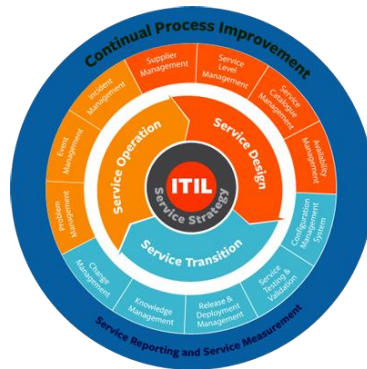 Continual Process Improvement
Supplier
Management
Service
Level
Management
Service
Catalogue
Management
Availability
Management
Configuration
Management
System
Service
Testing &
Validation
Release &
Deployment
Management
Knowledge
Management
Change
Management
Problem
Management
Event
Management
Incident
Management
Service Operation
Service Design
Service Transition
ITIL
Service Strategy
Service Reporting and Service Measurement